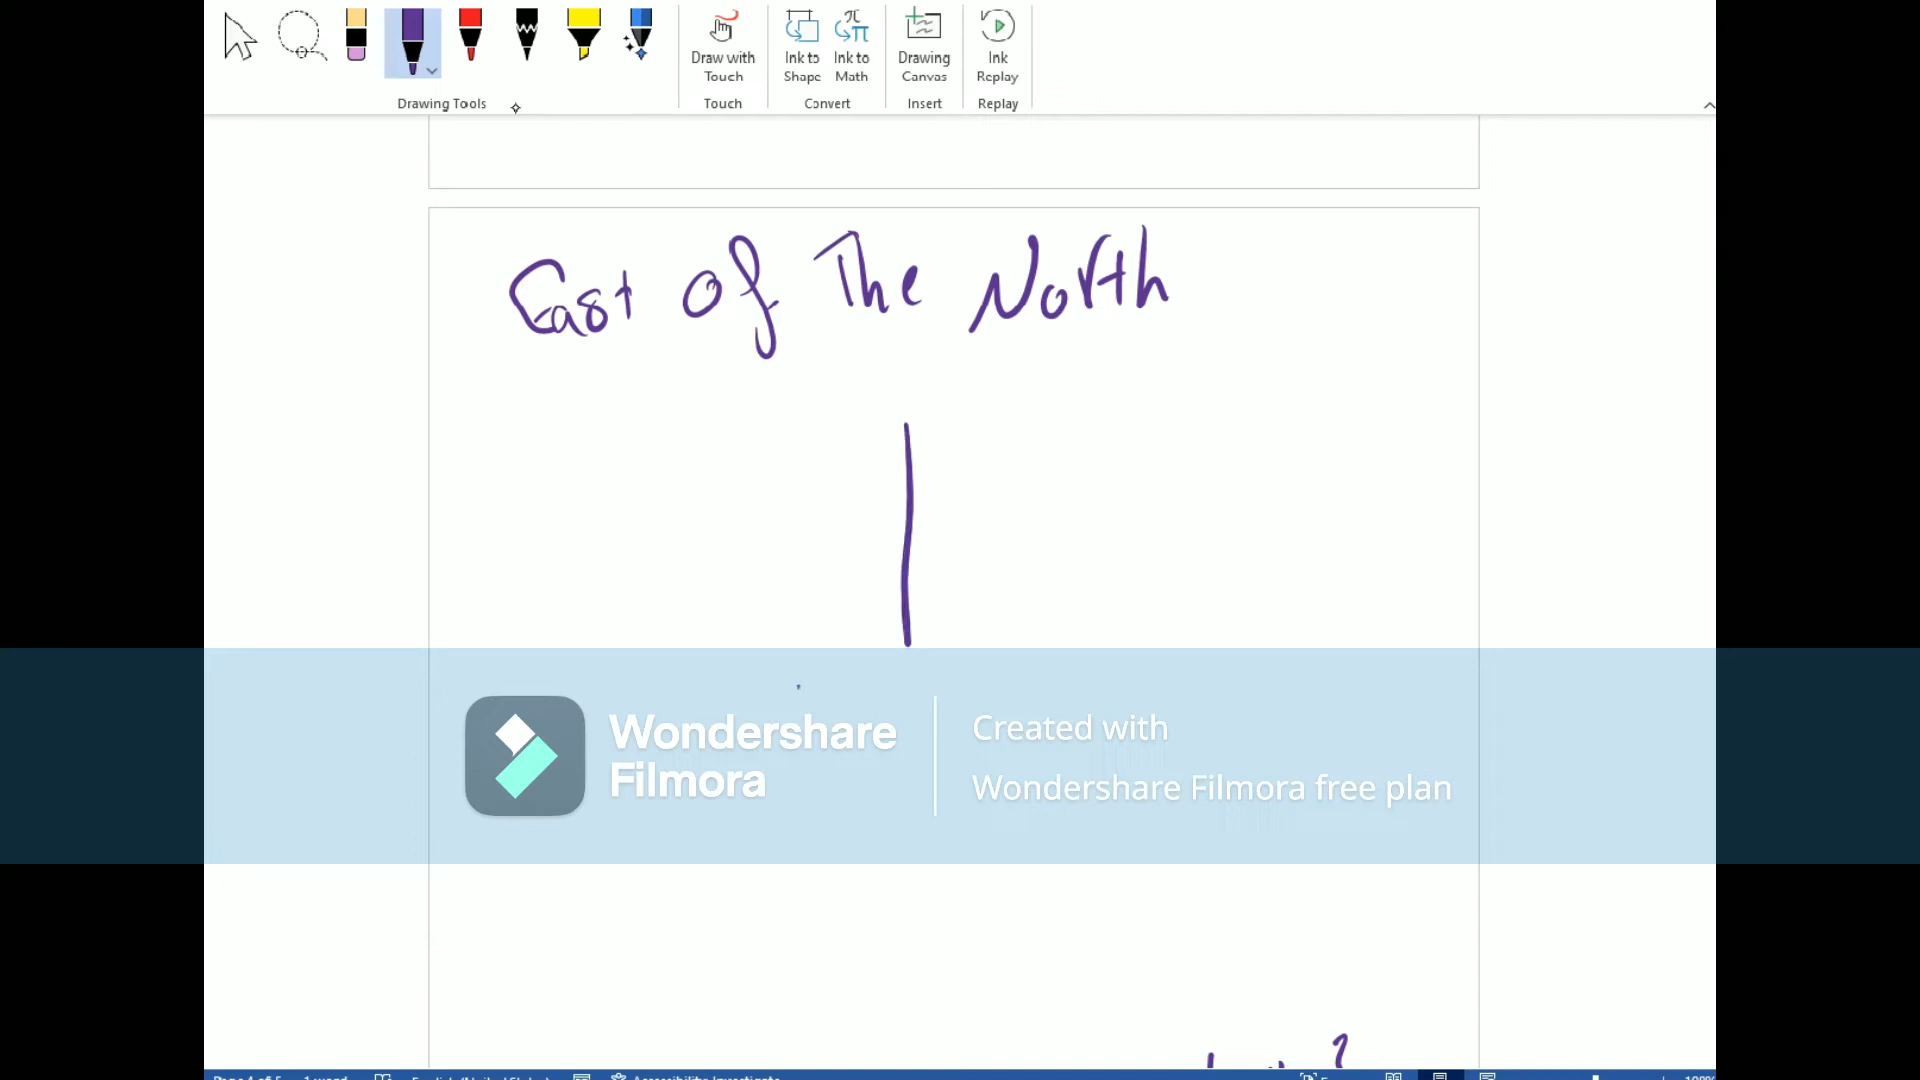 Draw with Touch
Ink to Shape
Ink to Math
Drawing Canvas
Ink Replay
Drawing Tools
Touch
Convert
Insert
Replay
East Of The North
Wondershare Filmora
Created with
Wondershare Filmora free plan